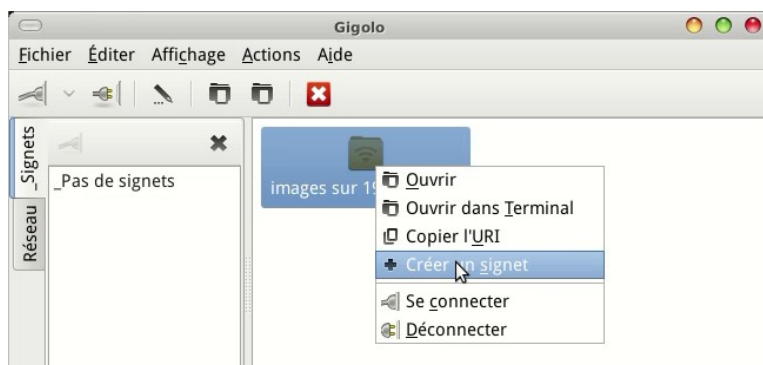 Gigolo
Fichier Éditer Affichage Actions Aide
_Signets
Réseau
_Pas de signets
images sur 19
Ouvrir
Ouvrir dans Terminal
Copier l'URI
Créer un signet
Se connecter
Déconnecter